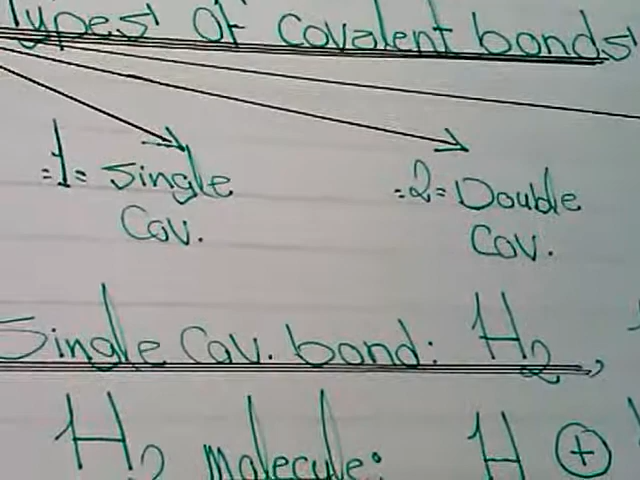 Types of covalent bonds
=1= Single
Cov.
=2= Double
Cov.
Single Cov. bond: H2,
H2 molecule: H ⊕